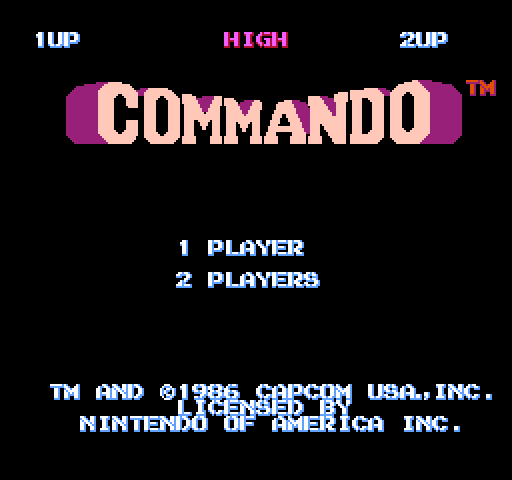 1UP HIGH 2UP
COMMANDO TM
1 PLAYER
2 PLAYERS
TM AND ©1986 CAPCOM USA.,INC.
LICENSED BY
NINTENDO OF AMERICA INC.